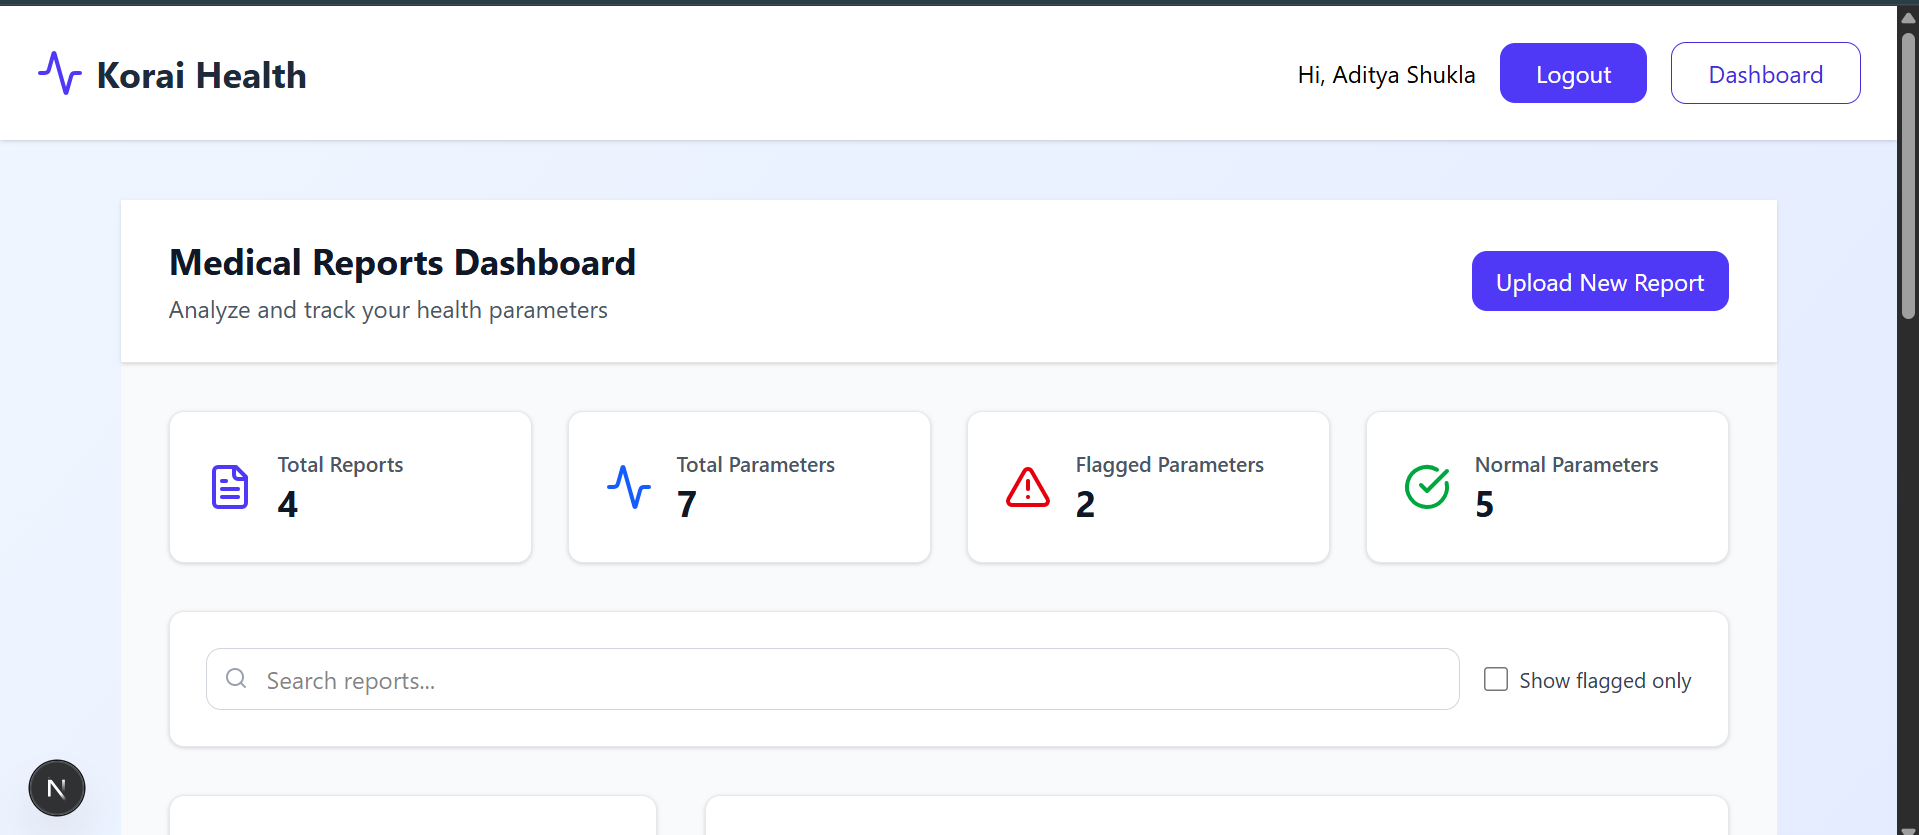 Korai Health
Hi, Aditya Shukla
Logout
Dashboard
Medical Reports Dashboard
Analyze and track your health parameters
Upload New Report
Total Reports
4
Total Parameters
7
Flagged Parameters
2
Normal Parameters
5
Search reports...
Show flagged only
N